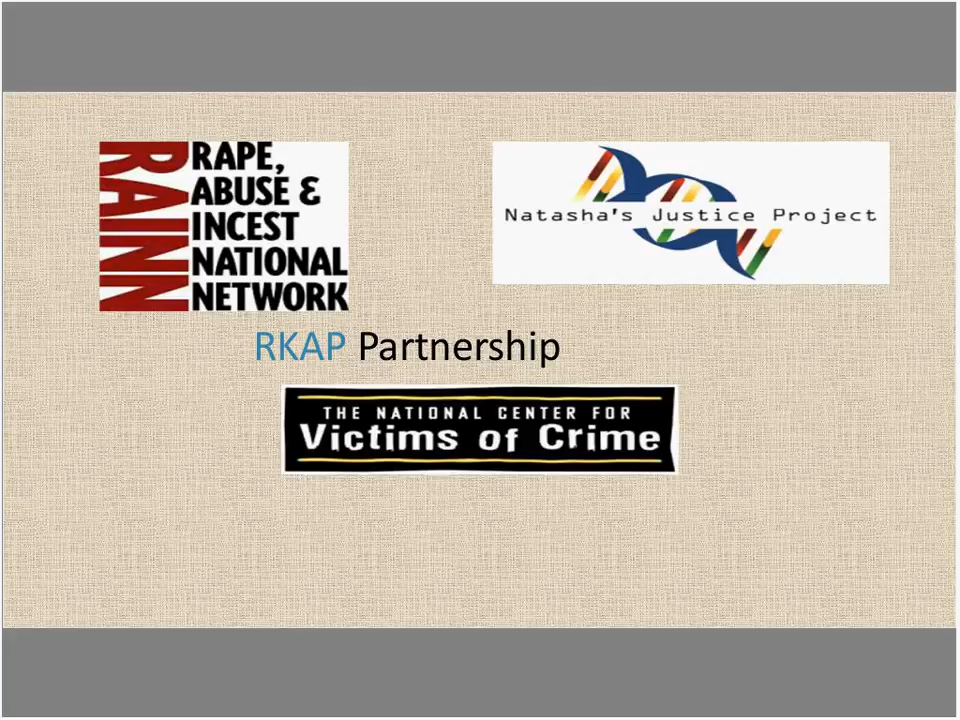 RAINN
RAPE,
ABUSE &
INCEST
NATIONAL
NETWORK
Natasha's Justice Project
RKAP Partnership
THE NATIONAL CENTER FOR
Victims of Crime